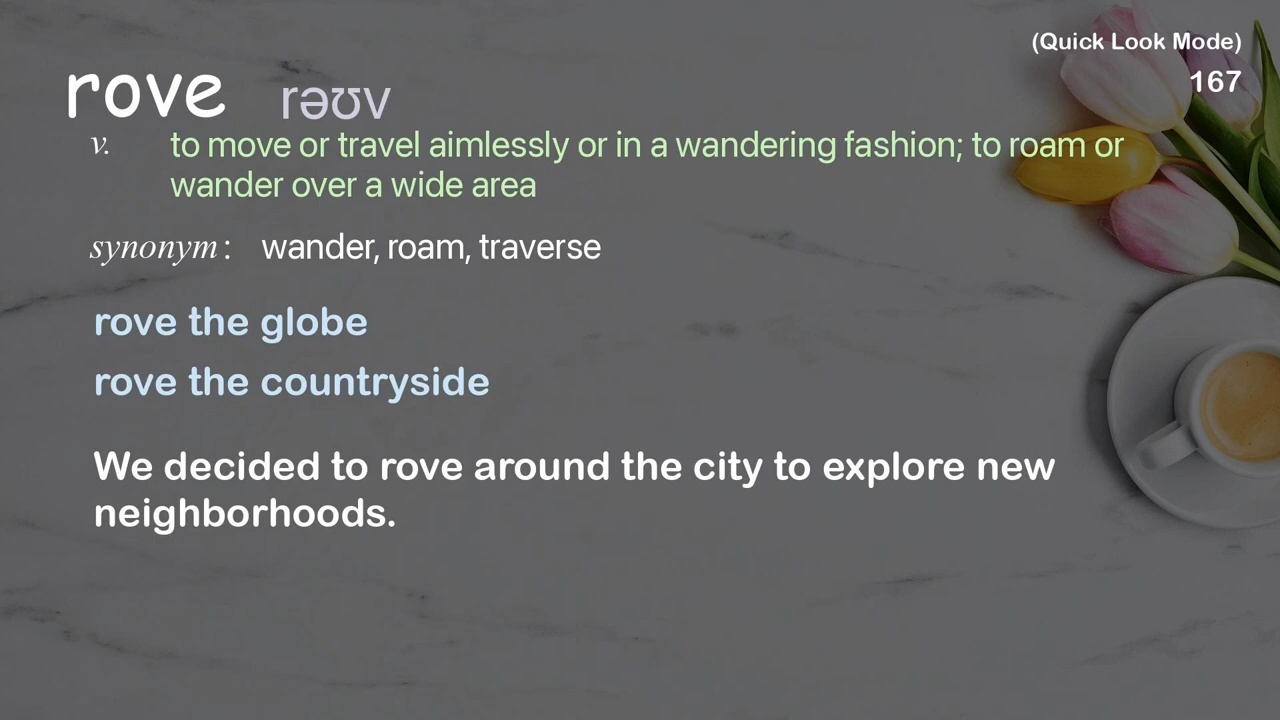 (Quick Look Mode)
rove rəʊv
167
v. to move or travel aimlessly or in a wandering fashion; to roam or
wander over a wide area
synonym: wander, roam, traverse
rove the globe
rove the countryside
We decided to rove around the city to explore new
neighborhoods.